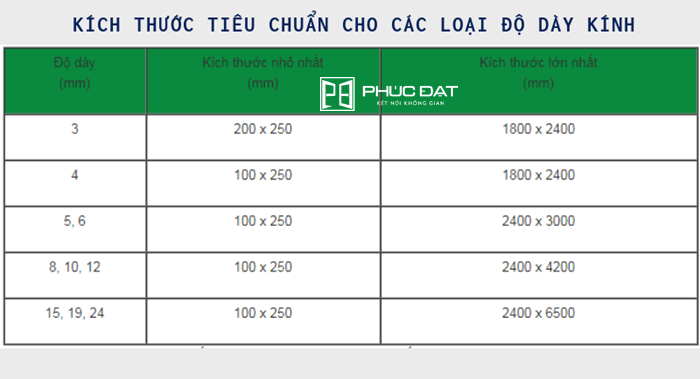 KÍCH THƯỚC TIÊU CHUẨN CHO CÁC LOẠI ĐỘ DÀY KÍNH
Độ dày Kích thước nhỏ nhất Kích thước lớn nhất
(mm) (mm) (mm)
PHÚC ĐẠT
KẾT NỐI KHÔNG GIAN
3 200 x 250 1800 x 2400
4 100 x 250 1800 x 2400
5, 6 100 x 250 2400 x 3000
8, 10, 12 100 x 250 2400 x 4200
15, 19, 24 100 x 250 2400 x 6500